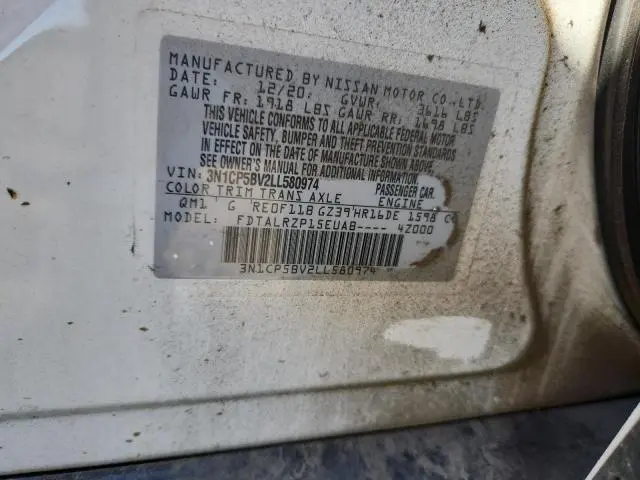 MANUFACTURED BY NISSAN MOTOR CO.,LTD.
DATE: 12/20 GVWR: 3616 LBS
GAWR FR: 1918 LBS GAWR RR: 1698 LBS
THIS VEHICLE CONFORMS TO ALL APPLICABLE FEDERAL MOTOR
VEHICLE SAFETY, BUMPER AND THEFT PREVENTION STANDARDS
IN EFFECT ON THE DATE OF MANUFACTURE SHOWN ABOVE.
SEE OWNER'S MANUAL FOR ADDITIONAL INFORMATION
VIN: 3N1CP5BV2LL580974 PASSENGER CAR
COLOR TRIM TRANS AXLE ENGINE
QM1 G RE0F11B GZ39 HR16DE 1598 CC
MODEL: FDTALRZP15EUAB---- 4Z000
3N1CP5BV2LL580974